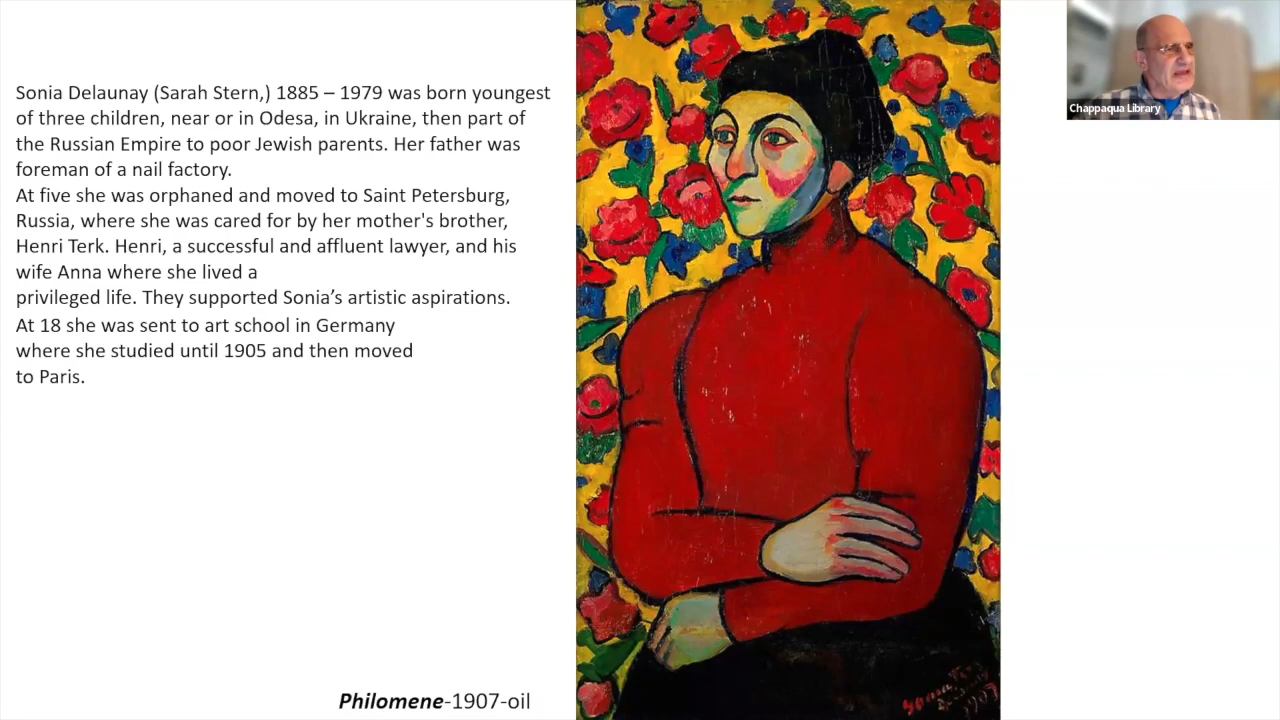 Sonia Delaunay (Sarah Stern,) 1885 – 1979 was born youngest
of three children, near or in Odesa, in Ukraine, then part of
the Russian Empire to poor Jewish parents. Her father was
foreman of a nail factory.
At five she was orphaned and moved to Saint Petersburg,
Russia, where she was cared for by her mother's brother,
Henri Terk. Henri, a successful and affluent lawyer, and his
wife Anna where she lived a
privileged life. They supported Sonia’s artistic aspirations.
At 18 she was sent to art school in Germany
where she studied until 1905 and then moved
to Paris.
Philomene-1907-oil
Chappaqua Library
Sonia
1907